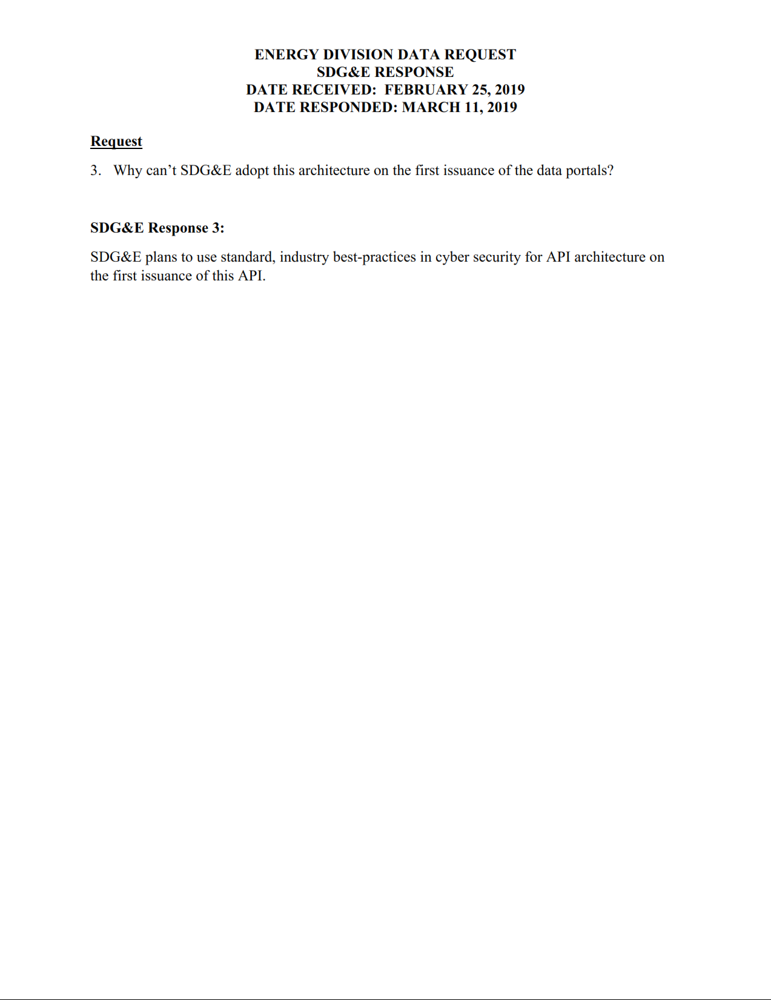 ENERGY DIVISION DATA REQUEST
SDG&E RESPONSE
DATE RECEIVED:  FEBRUARY 25, 2019
DATE RESPONDED: MARCH 11, 2019
Request
3.   Why can’t SDG&E adopt this architecture on the first issuance of the data portals?
SDG&E Response 3:
SDG&E plans to use standard, industry best-practices in cyber security for API architecture on
the first issuance of this API.